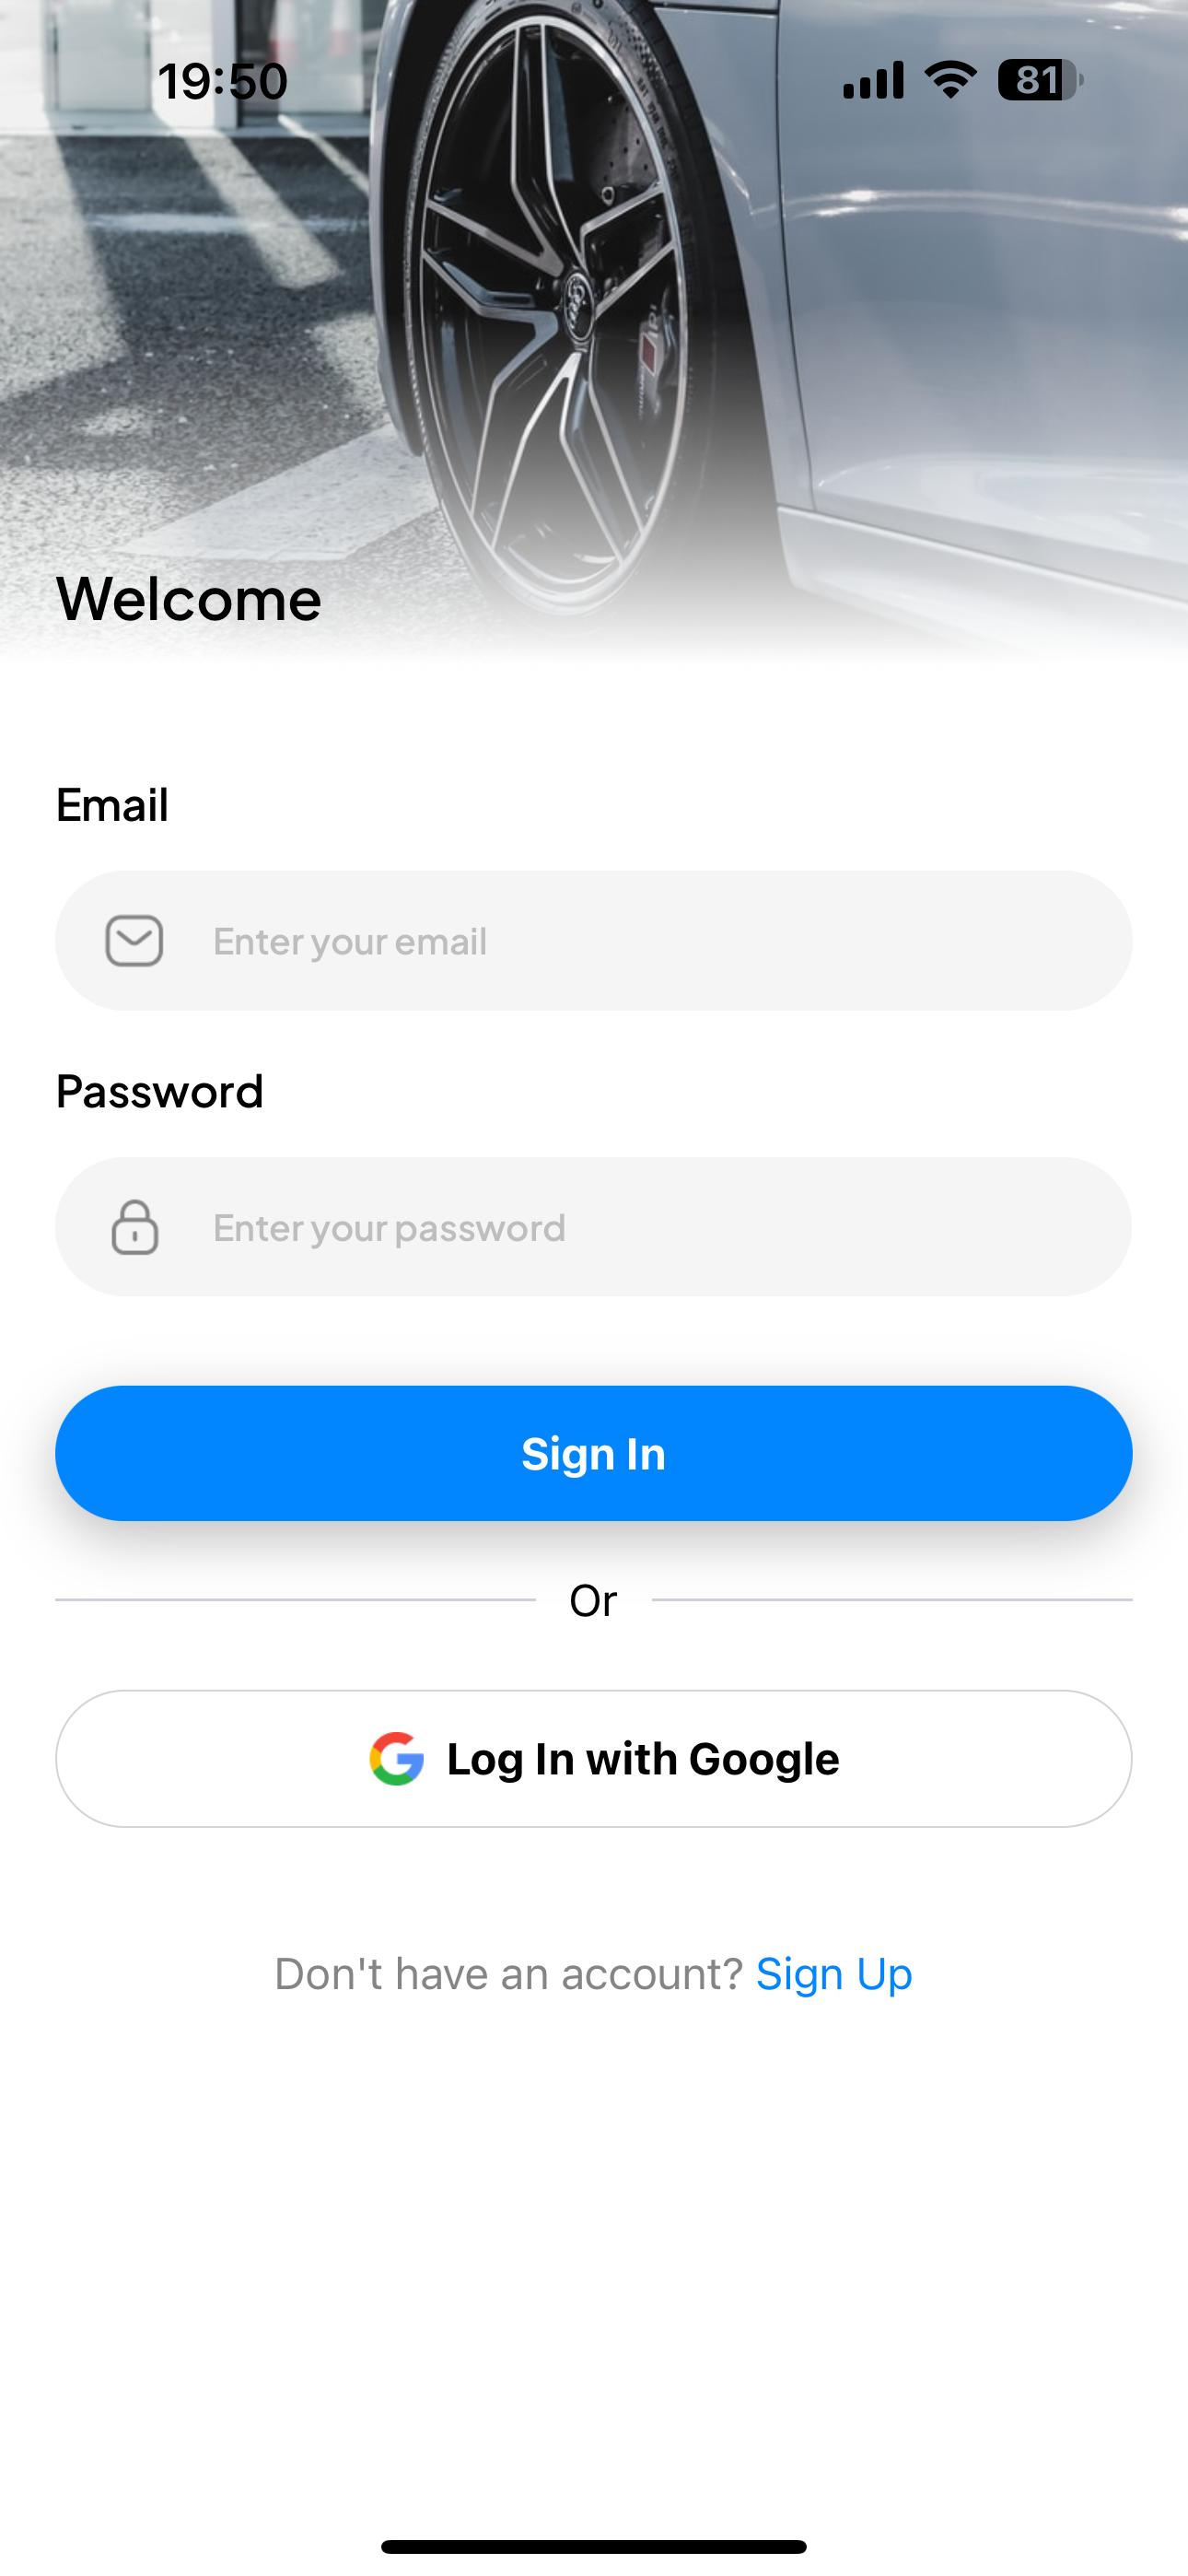 19:50
81
Welcome
Email
Enter your email
Password
Enter your password
Sign In
Or
Log In with Google
Don't have an account? Sign Up